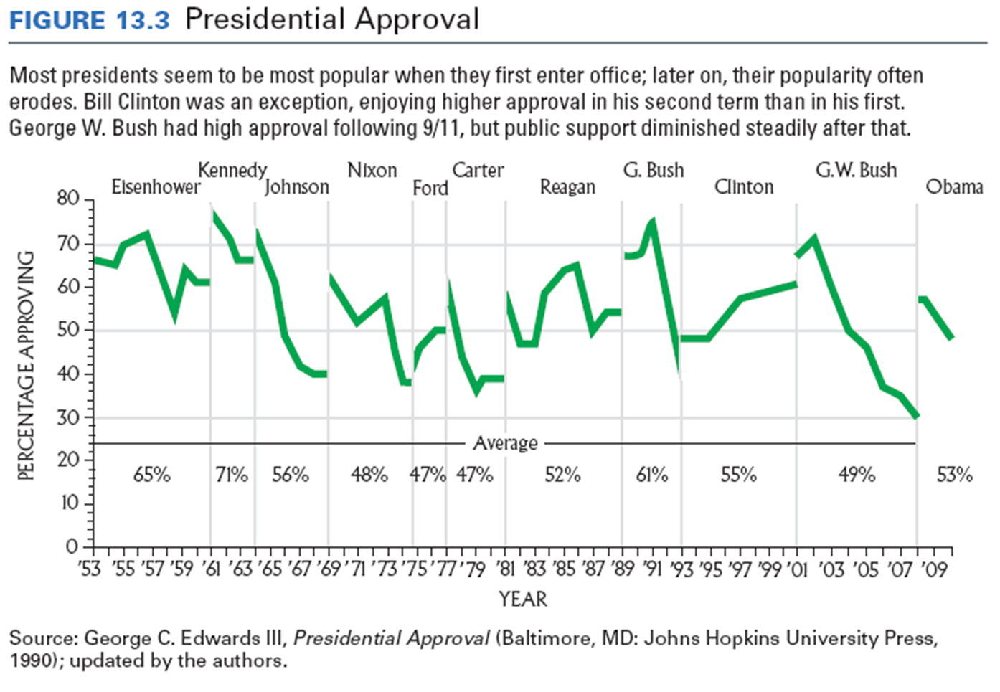 FIGURE 13.3 Presidential Approval
Most presidents seem to be most popular when they first enter office; later on, their popularity often
erodes. Bill Clinton was an exception, enjoying higher approval in his second term than in his first.
George W. Bush had high approval following 9/11, but public support diminished steadily after that.
Kennedy Nixon Carter G. Bush G.W. Bush
Eisenhower Johnson Ford Reagan Clinton Obama
80
70
60
50
40
30
20
10
0
PERCENTAGE APPROVING
Average
65% 71% 56% 48% 47% 47% 52% 61% 55% 49% 53%
'53 '55 '57 '59 '61 '63 '65 '67 '69 '71 '73 '75 '77 '79 '81 '83 '85 '87 '89 '91 '93 '95 '97 '99 '01 '03 '05 '07 '09
YEAR
Source: George C. Edwards III, Presidential Approval (Baltimore, MD: Johns Hopkins University Press,
1990); updated by the authors.